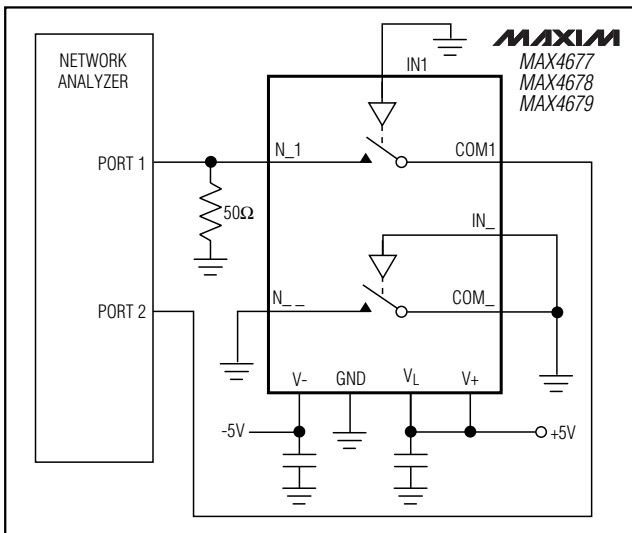 NETWORK
ANALYZER
PORT 1
PORT 2
50Ω
MAXIM
MAX4677
MAX4678
MAX4679
IN1
N_1
COM1
IN_
N_ _
COM_
V-
GND
VL
V+
-5V
+5V